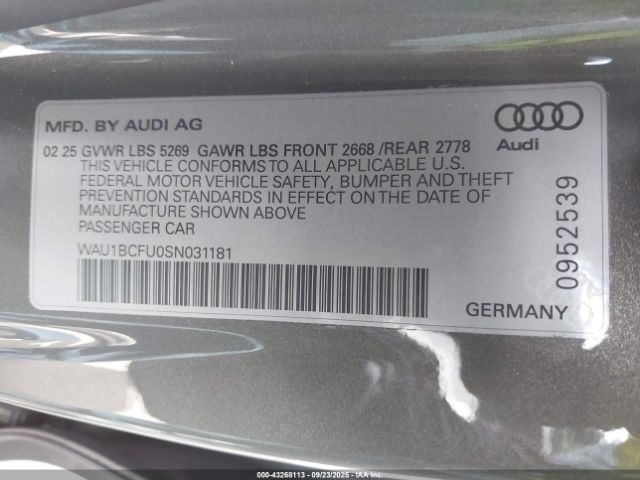 MFD. BY AUDI AG
Audi
02 25 GVWR LBS 5269 GAWR LBS FRONT 2668 /REAR 2778
THIS VEHICLE CONFORMS TO ALL APPLICABLE U.S.
FEDERAL MOTOR VEHICLE SAFETY, BUMPER AND THEFT
PREVENTION STANDARDS IN EFFECT ON THE DATE OF
MANUFACTURE SHOWN ABOVE
PASSENGER CAR
WAU1BCFU0SN031181
GERMANY
0952539
000-43268113 - 09/23/2025 - IAA